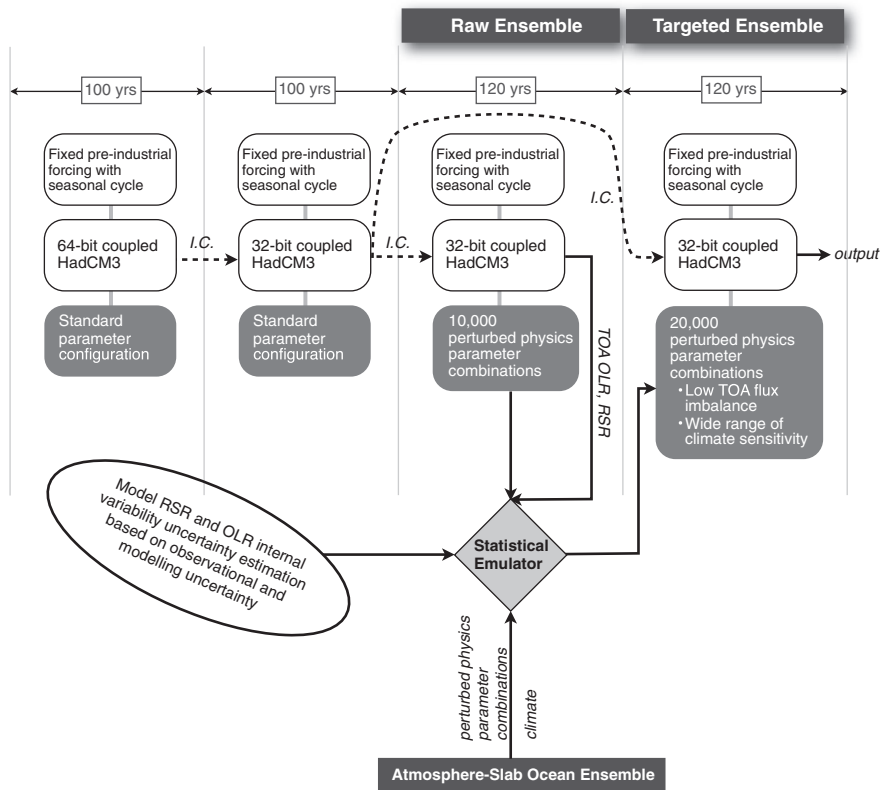 Raw Ensemble
Targeted Ensemble
100 yrs
100 yrs
120 yrs
120 yrs
Fixed pre-industrial
forcing with
seasonal cycle
Fixed pre-industrial
forcing with
seasonal cycle
Fixed pre-industrial
forcing with
seasonal cycle
Fixed pre-industrial
forcing with
seasonal cycle
I.C.
64-bit coupled
HadCM3
I.C.
32-bit coupled
HadCM3
I.C.
32-bit coupled
HadCM3
32-bit coupled
HadCM3
output
Standard
parameter
configuration
Standard
parameter
configuration
10,000
perturbed physics
parameter
combinations
TOA OLR, RSR
20,000
perturbed physics
parameter
combinations
• Low TOA flux
imbalance
• Wide range of
climate sensitivity
Model RSR and OLR internal
variability uncertainty estimation
based on observational and
modelling uncertainty
Statistical
Emulator
perturbed physics
parameter
combinations
climate
Atmosphere-Slab Ocean Ensemble